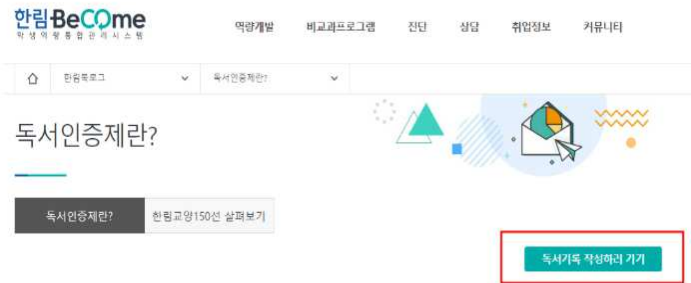 한림BeCOme
학생역량통합관리시스템
역량개발 비교과프로그램 진단 상담 취업정보 커뮤니티
한림북로그 독서인증제란?
독서인증제란?
독서인증제란? 한림교양150선 살펴보기
독서기록 작성하러 가기